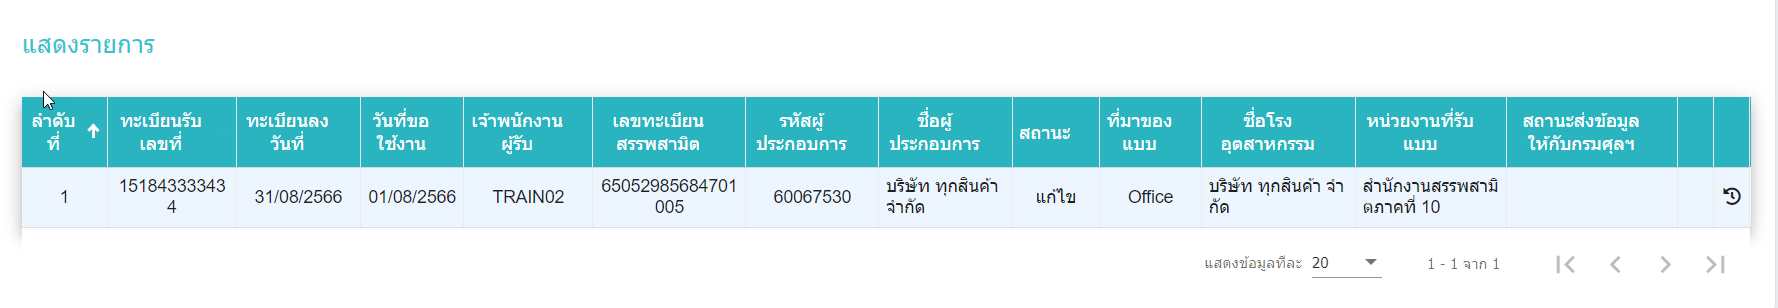 แสดงรายการ
ลำดับ
ที่
ทะเบียนรับ
เลขที่
ทะเบียนลง
วันที่
วันที่ขอ
ใช้งาน
เจ้าพนักงาน
ผู้รับ
เลขทะเบียน
สรรพสามิต
รหัสผู้
ประกอบการ
ชื่อผู้
ประกอบการ
สถานะ
ที่มาของ
แบบ
ชื่อโรง
อุตสาหกรรม
หน่วยงานที่รับ
แบบ
สถานะส่งข้อมูล
ให้กับกรมศุลฯ
1
15184333343
4
31/08/2566
01/08/2566
TRAIN02
65052985684701
005
60067530
บริษัท ทุกสินค้า
จำกัด
แก้ไข
Office
บริษัท ทุกสินค้า จำ
กัด
สำนักงานสรรพสามิ
ตภาคที่ 10
แสดงข้อมูลทีละ 20
1 - 1 จาก 1